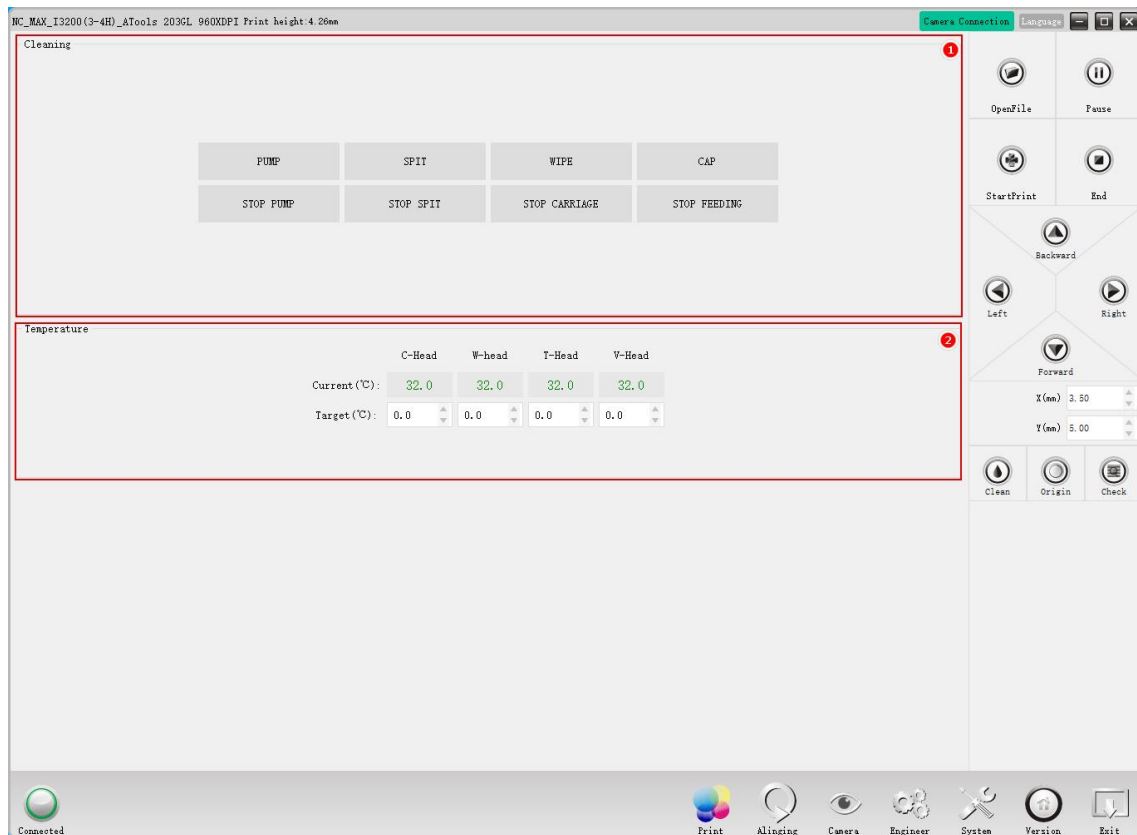 NC_MAX_I3200(3-4H)_ATools 203GL 960XDPI Print height:4.26mm
Camera Connection Language
Cleaning
1
PUMP SPIT WIPE CAP
STOP PUMP STOP SPIT STOP CARRIAGE STOP FEEDING
OpenFile Pause
StartPrint End
Backward
Left Right
Forward
X(mm) 3.50
Y(mm) 5.00
Clean Origin Check
Temperature
2
C-Head W-head T-Head V-Head
Current(℃): 32.0 32.0 32.0 32.0
Target(℃): 0.0 0.0 0.0 0.0
Connected
Print Alinging Camera Engineer System Version Exit